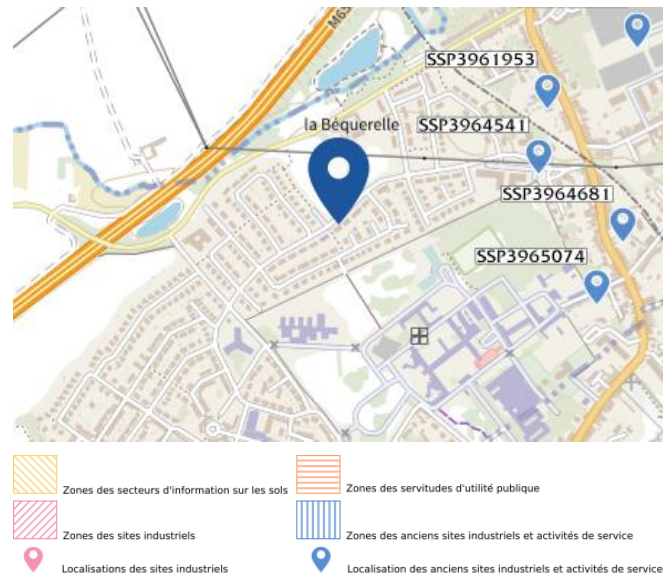 M65
SSP3961953
la Béquerelle
SSP3964541
SSP3964681
SSP3965074
Zones des secteurs d'information sur les sols
Zones des servitudes d'utilité publique
Zones des sites industriels
Zones des anciens sites industriels et activités de service
Localisations des sites industriels
Localisation des anciens sites industriels et activités de service